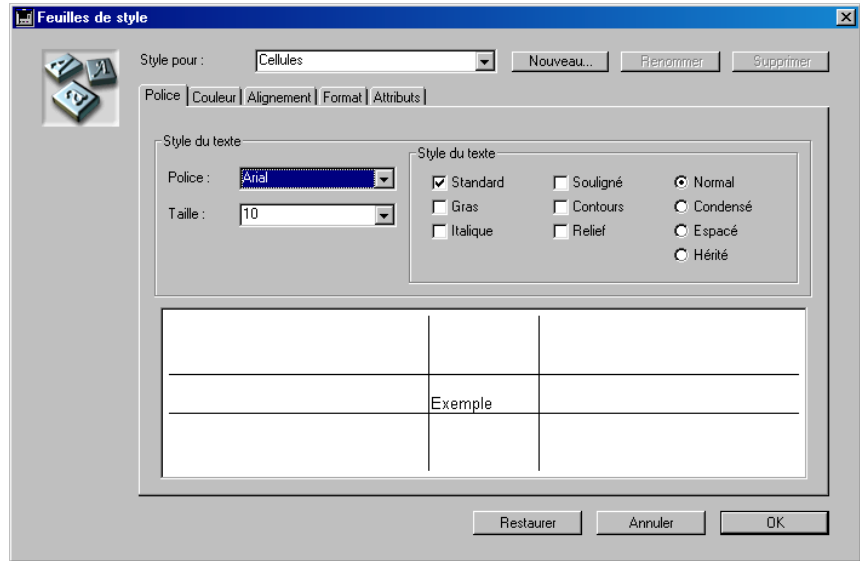 Feuilles de style
Style pour : Cellules Nouveau... Renommer Supprimer
Police Couleur Alignement Format Attributs
Style du texte
Style du texte
Police : Arial
Standard Souligné Normal
Taille : 10
Gras Contours Condensé
Italique Relief Espacé
Hérité
Exemple
Restaurer Annuler OK